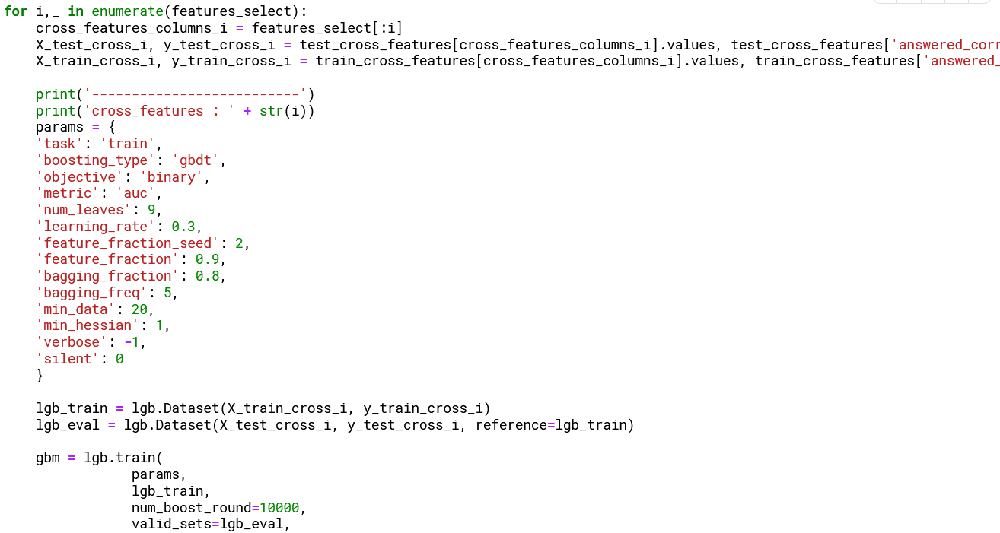 for i,_ in enumerate(features_select):
    cross_features_columns_i = features_select[:i]
    X_test_cross_i, y_test_cross_i = test_cross_features[cross_features_columns_i].values, test_cross_features['answered_corr
    X_train_cross_i, y_train_cross_i = train_cross_features[cross_features_columns_i].values, train_cross_features['answered_
    print('--------------------------')
    print('cross_features : ' + str(i))
    params = {
    'task': 'train',
    'boosting_type': 'gbdt',
    'objective': 'binary',
    'metric': 'auc',
    'num_leaves': 9,
    'learning_rate': 0.3,
    'feature_fraction_seed': 2,
    'feature_fraction': 0.9,
    'bagging_fraction': 0.8,
    'bagging_freq': 5,
    'min_data': 20,
    'min_hessian': 1,
    'verbose': -1,
    'silent': 0
    }
    lgb_train = lgb.Dataset(X_train_cross_i, y_train_cross_i)
    lgb_eval = lgb.Dataset(X_test_cross_i, y_test_cross_i, reference=lgb_train)
    gbm = lgb.train(
                params,
                lgb_train,
                num_boost_round=10000,
                valid_sets=lgb_eval,